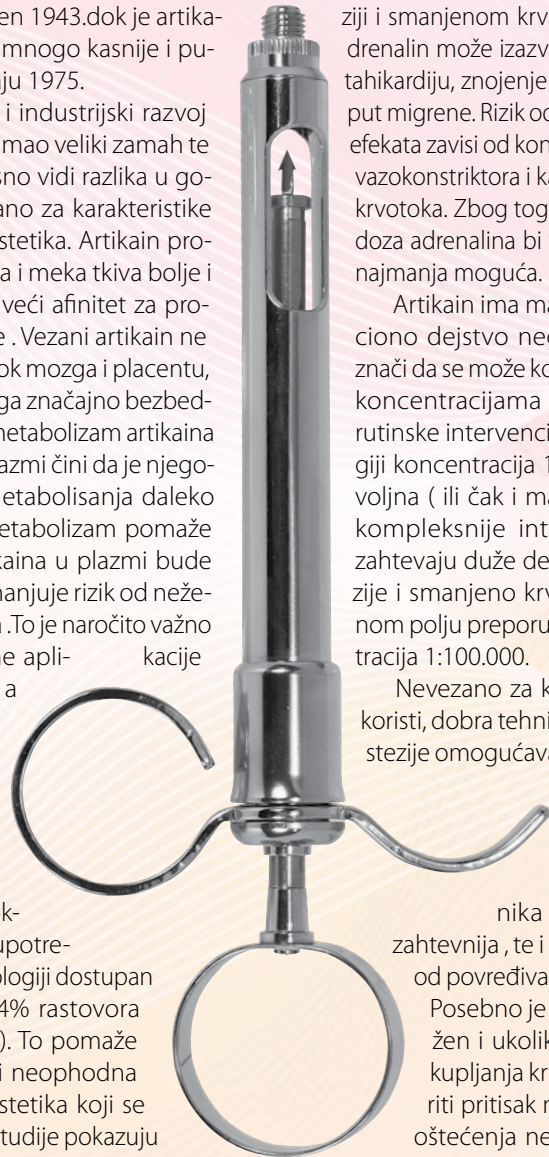 en 1943.dok je artika-
mnogo kasnije i pu-
ju 1975.
i industrijski razvoj
mao veliki zamah te
sno vidi razlika u go-
ano za karakteristike
stetika. Artikain pro-
a i meka tkiva bolje i
veći afinitet za pro-
e . Vezani artikain ne
ok mozga i placentu,
ga značajno bezbed-
netabolizam artikaina
azmi čini da je njego-
etabolisanja daleko
etabolizam pomaže
kaina u plazmi bude
nanjuje rizik od neže-
a .To je naročito važno
ne apli- kacije
a
ok-
upotre-
ologiji dostupan
4% rastovora
). To pomaže
i neophodna
stetika koji se
tudije pokazuju
ziji i smanjenom krv
drenalin može izazv
tahikardiju, znojenje
put migrene. Rizik od
efekata zavisi od kon
vazokonstriktora i ka
krvotoka. Zbog tog
doza adrenalina bi
najmanja moguća.
Artikain ima ma
ciono dejstvo neo
znači da se može ko
koncentracijama
rutinske intervenci
giji koncentracija 1
voljna ( ili čak i ma
kompleksnije int
zahtevaju duže de
zije i smanjeno krv
nom polju preporu
tracija 1:100.000.
Nevezano za k
koristi, dobra tehni
stezije omogućava
nika
zahtevnija , te i
od povređiva
Posebno je
žen i ukolik
kupljanja kr
riti pritisak n
oštećenja ne